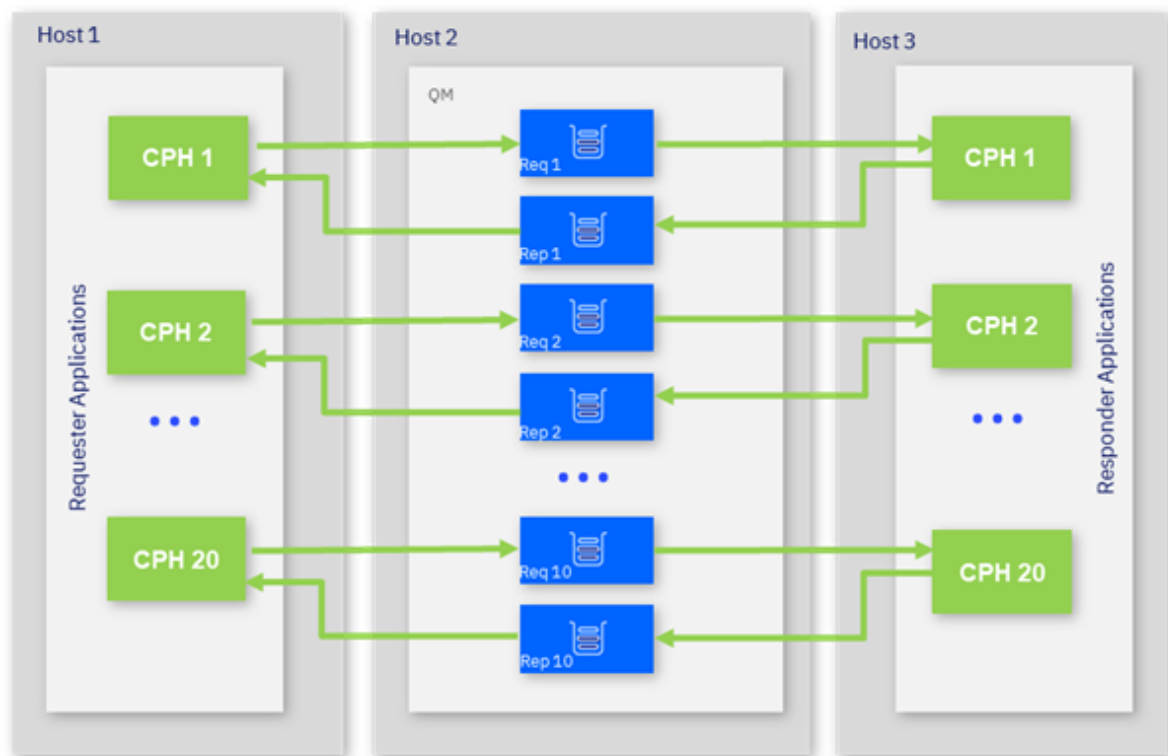 Host 1
Requester Applications
CPH 1
CPH 2
CPH 20
Host 2
QM
Req 1
Rep 1
Req 2
Rep 2
Req 10
Rep 10
Host 3
CPH 1
CPH 2
CPH 20
Responder Applications